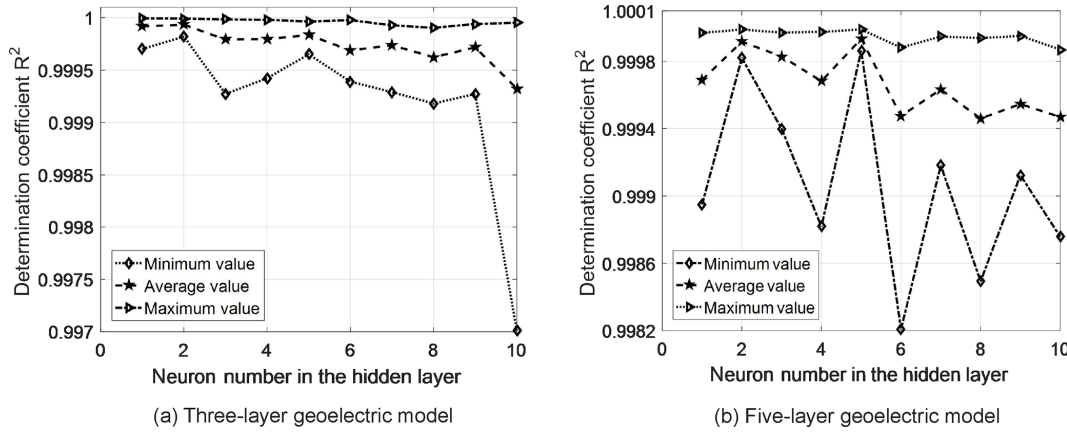 1
0.9995
0.999
0.9985
0.998
0.9975
0.997
Determination coefficient R²
Minimum value
Average value
Maximum value
0 2 4 6 8 10
Neuron number in the hidden layer
(a) Three-layer geoelectric model
1.0001
0.9998
0.9994
0.999
0.9986
0.9982
Determination coefficient R²
Minimum value
Average value
Maximum value
0 2 4 6 8 10
Neuron number in the hidden layer
(b) Five-layer geoelectric model